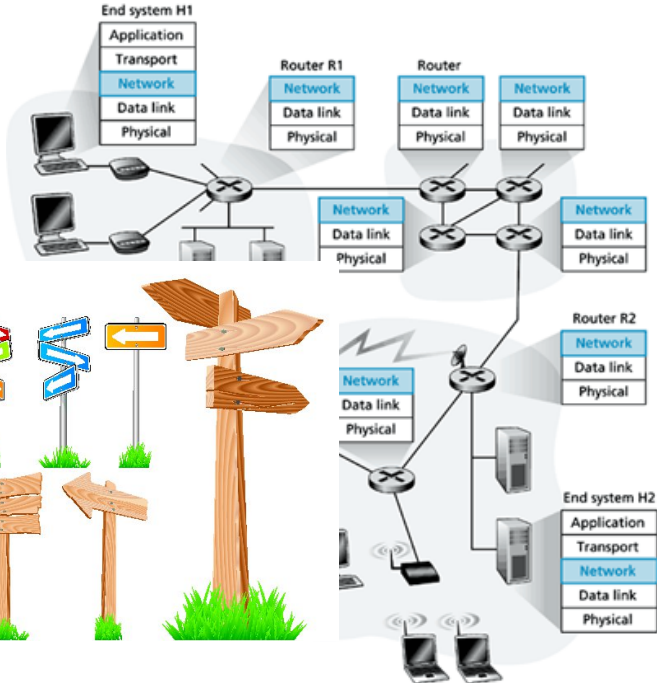 End system H1
Application
Transport
Network
Data link
Physical
Router R1
Network
Data link
Physical
Router
Network
Data link
Physical
Network
Data link
Physical
Network
Data link
Physical
Network
Data link
Physical
Router R2
Network
Data link
Physical
Network
Data link
Physical
End system H2
Application
Transport
Network
Data link
Physical